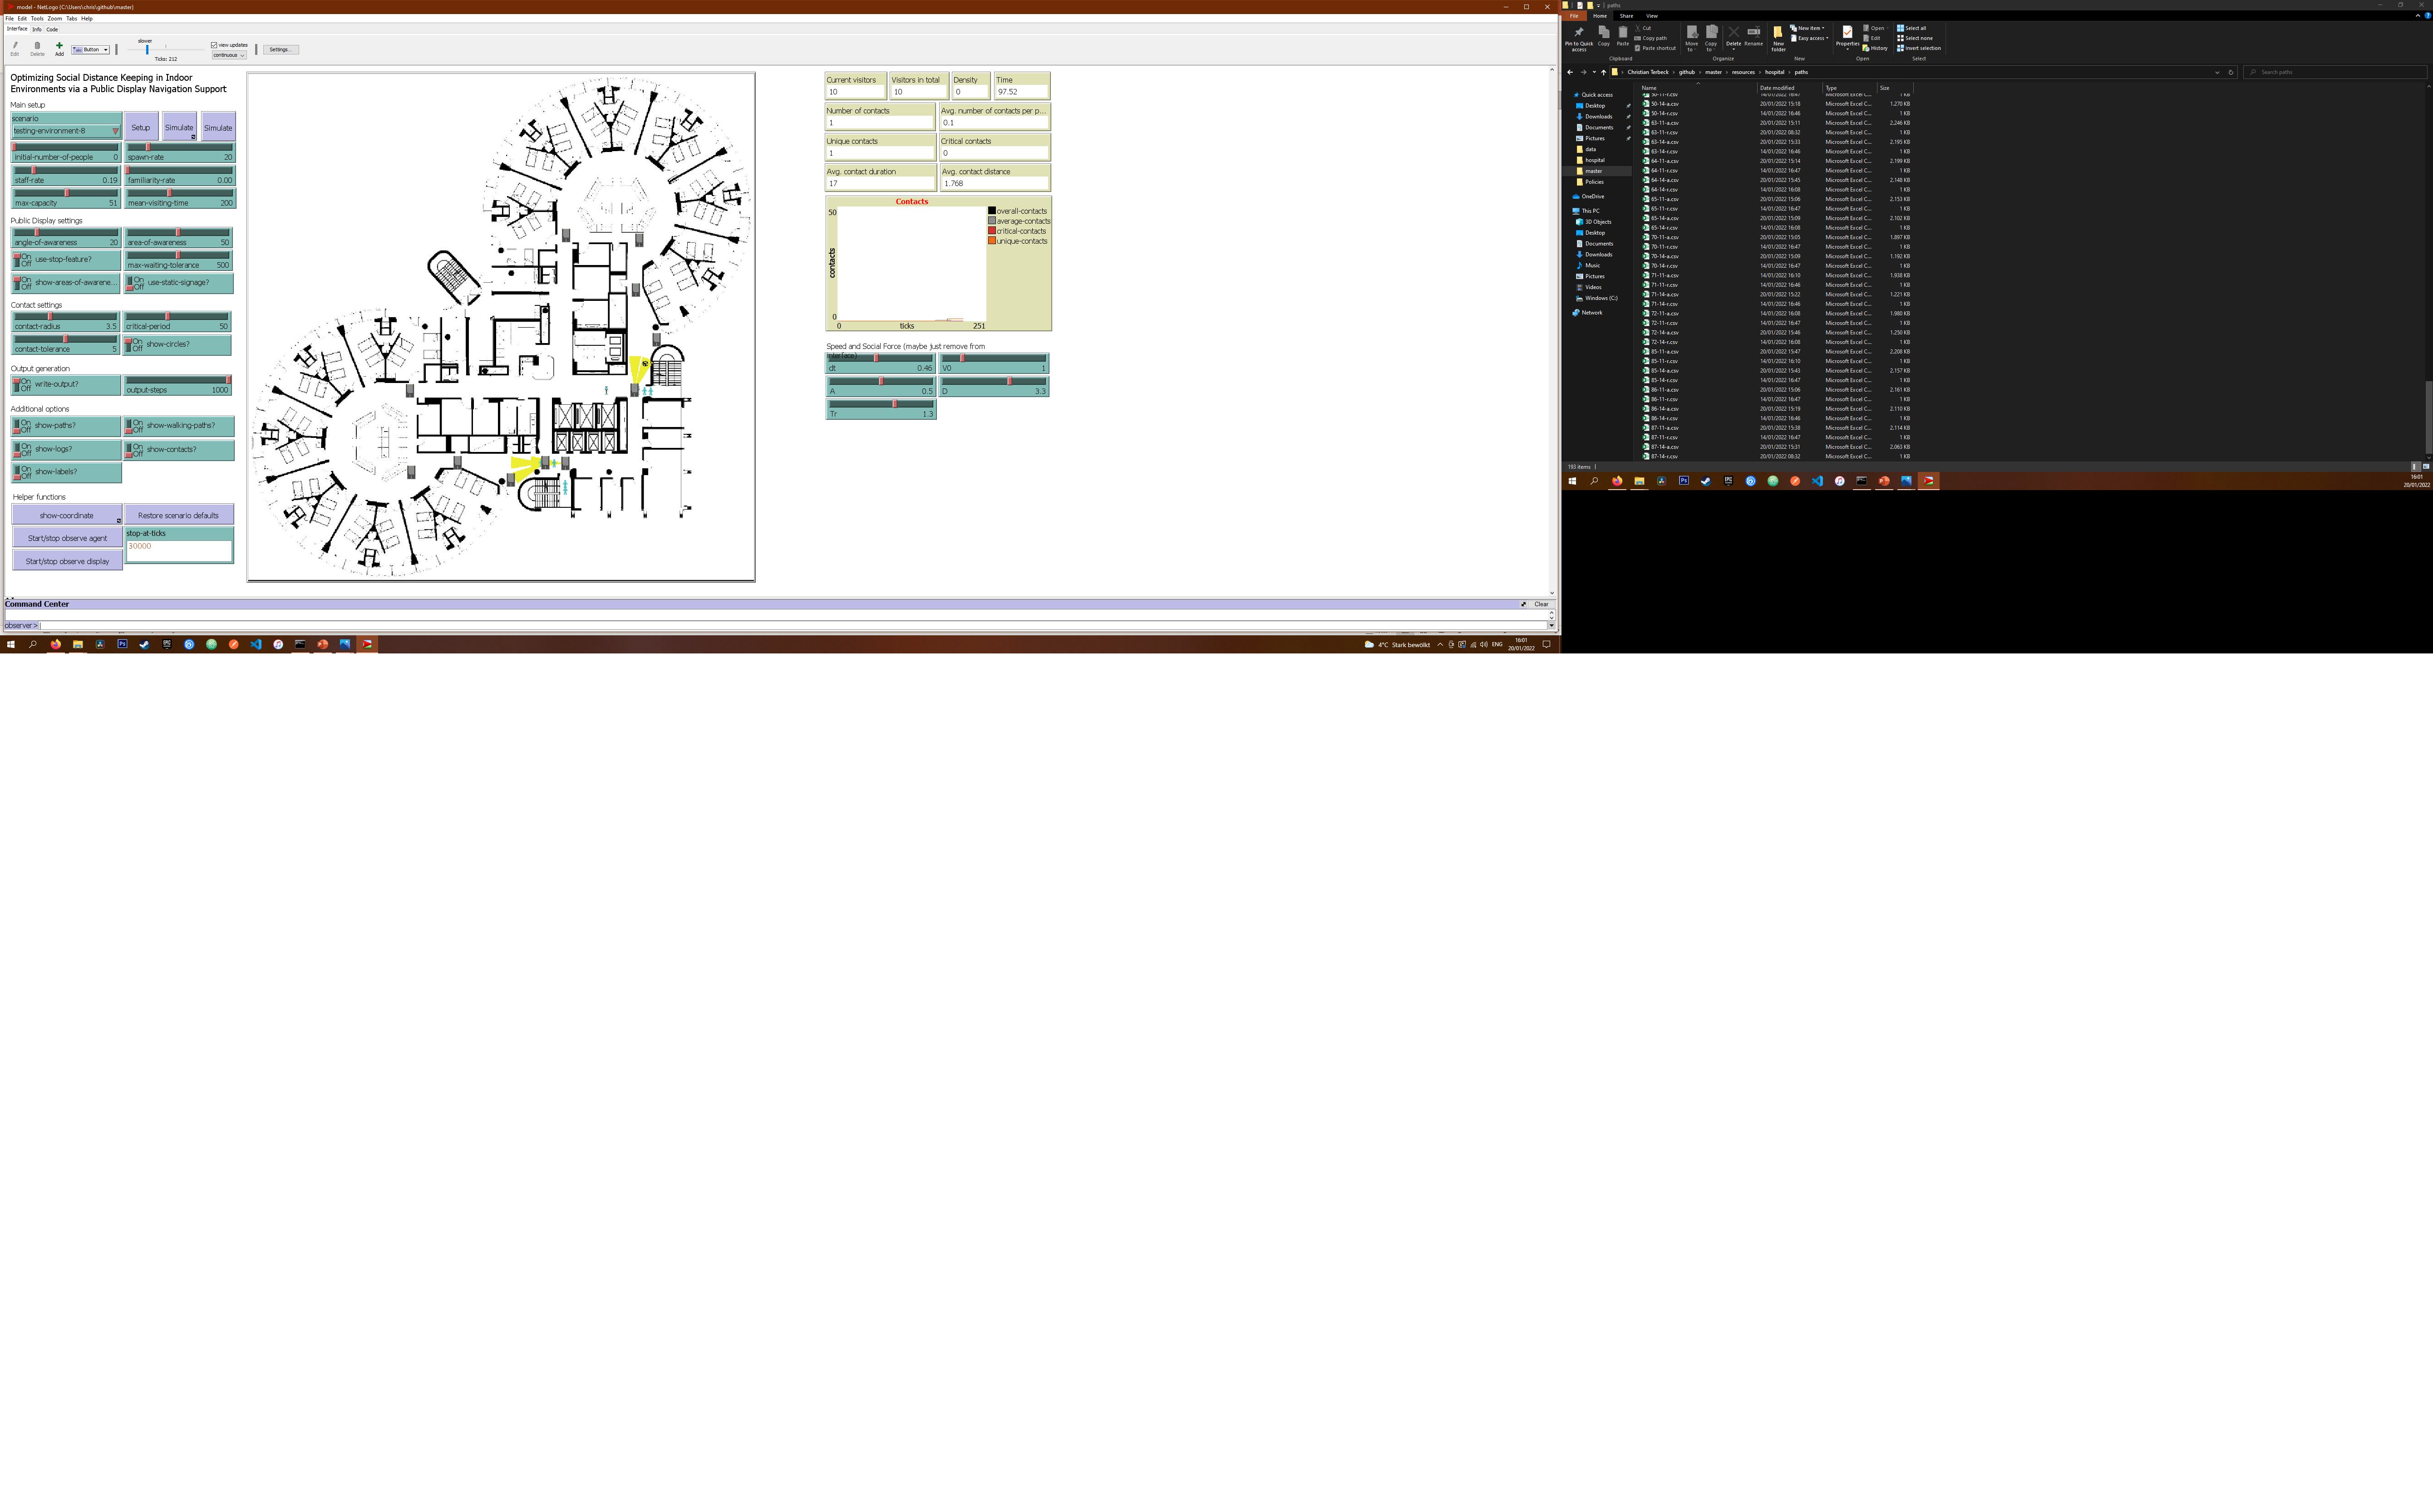 model - NetLogo {C:\Users\chris\github\master}
File Edit Tools Zoom Tabs Help
Interface Info Code
Edit Delete Add
Button
slower
Ticks: 212
view updates
continuous
Settings...
Optimizing Social Distance Keeping in Indoor
Environments via a Public Display Navigation Support
Main setup
scenario
testing-environment-8
Setup
Simulate
Simulate
initial-number-of-people 0
spawn-rate 20
staff-rate 0.19
familiarity-rate 0.00
max-capacity 51
mean-visiting-time 200
Public Display settings
angle-of-awareness 20
area-of-awareness 50
On
Off
use-stop-feature?
max-waiting-tolerance 500
On
Off
show-areas-of-awarene...
On
Off
use-static-signage?
Contact settings
contact-radius 3.5
critical-period 50
contact-tolerance 5
On
Off
show-circles?
Output generation
On
Off
write-output?
output-steps 1000
Additional options
On
Off
show-paths?
On
Off
show-walking-paths?
On
Off
show-logs?
On
Off
show-contacts?
On
Off
show-labels?
Helper functions
show-coordinate
Restore scenario defaults
Start/stop observe agent
stop-at-ticks
30000
Start/stop observe display
Current visitors
10
Visitors in total
10
Density
0
Time
97.52
Number of contacts
1
Avg. number of contacts per p...
0.1
Unique contacts
1
Critical contacts
0
Avg. contact duration
17
Avg. contact distance
1.768
Contacts
50
contacts
0
0 ticks 251
overall-contacts
average-contacts
critical-contacts
unique-contacts
Speed and Social Force (maybe just remove from
interface)
dt 0.46
V0 1
A 0.5
D 3.3
Tr 1.3
Command Center
Clear
observer>
4°C Stark bewölkt
ENG
16:01
20/01/2022
paths
File Home Share View
Pin to Quick
access
Copy
Paste
Cut
Copy path
Paste shortcut
Clipboard
Move
to
Copy
to
Delete
Rename
Organize
New
folder
New item
Easy access
New
Properties
Open
Edit
History
Open
Select all
Select none
Invert selection
Select
Christian Terbeck › github › master › resources › hospital › paths
Search paths
Quick access
Desktop
Downloads
Documents
Pictures
data
hospital
master
Policies
OneDrive
This PC
3D Objects
Desktop
Documents
Downloads
Music
Pictures
Videos
Windows (C:)
Network
Name Date modified Type Size
50-11-r.csv 14/01/2022 16:47 Microsoft Excel C... 1 KB
50-14-a.csv 20/01/2022 15:18 Microsoft Excel C... 1.270 KB
50-14-r.csv 14/01/2022 16:46 Microsoft Excel C... 1 KB
63-11-a.csv 20/01/2022 15:11 Microsoft Excel C... 2.246 KB
63-11-r.csv 20/01/2022 08:32 Microsoft Excel C... 1 KB
63-14-a.csv 20/01/2022 15:33 Microsoft Excel C... 2.195 KB
63-14-r.csv 14/01/2022 16:46 Microsoft Excel C... 1 KB
64-11-a.csv 20/01/2022 15:14 Microsoft Excel C... 2.199 KB
64-11-r.csv 14/01/2022 16:47 Microsoft Excel C... 1 KB
64-14-a.csv 20/01/2022 15:45 Microsoft Excel C... 2.148 KB
64-14-r.csv 14/01/2022 16:08 Microsoft Excel C... 1 KB
65-11-a.csv 20/01/2022 15:06 Microsoft Excel C... 2.153 KB
65-11-r.csv 14/01/2022 16:47 Microsoft Excel C... 1 KB
65-14-a.csv 20/01/2022 15:09 Microsoft Excel C... 2.102 KB
65-14-r.csv 14/01/2022 16:08 Microsoft Excel C... 1 KB
70-11-a.csv 20/01/2022 15:05 Microsoft Excel C... 1.897 KB
70-11-r.csv 14/01/2022 16:47 Microsoft Excel C... 1 KB
70-14-a.csv 20/01/2022 15:09 Microsoft Excel C... 1.192 KB
70-14-r.csv 14/01/2022 16:47 Microsoft Excel C... 1 KB
71-11-a.csv 14/01/2022 16:10 Microsoft Excel C... 1.938 KB
71-11-r.csv 14/01/2022 16:46 Microsoft Excel C... 1 KB
71-14-a.csv 20/01/2022 15:22 Microsoft Excel C... 1.221 KB
71-14-r.csv 14/01/2022 16:46 Microsoft Excel C... 1 KB
72-11-a.csv 14/01/2022 16:08 Microsoft Excel C... 1.980 KB
72-11-r.csv 14/01/2022 16:47 Microsoft Excel C... 1 KB
72-14-a.csv 20/01/2022 15:46 Microsoft Excel C... 1.250 KB
72-14-r.csv 14/01/2022 16:08 Microsoft Excel C... 1 KB
85-11-a.csv 20/01/2022 15:47 Microsoft Excel C... 2.208 KB
85-11-r.csv 14/01/2022 16:10 Microsoft Excel C... 1 KB
85-14-a.csv 20/01/2022 15:43 Microsoft Excel C... 2.157 KB
85-14-r.csv 14/01/2022 16:47 Microsoft Excel C... 1 KB
86-11-a.csv 20/01/2022 15:06 Microsoft Excel C... 2.161 KB
86-11-r.csv 14/01/2022 16:47 Microsoft Excel C... 1 KB
86-14-a.csv 20/01/2022 15:19 Microsoft Excel C... 2.110 KB
86-14-r.csv 14/01/2022 16:46 Microsoft Excel C... 1 KB
87-11-a.csv 20/01/2022 15:38 Microsoft Excel C... 2.114 KB
87-11-r.csv 14/01/2022 16:47 Microsoft Excel C... 1 KB
87-14-a.csv 20/01/2022 15:31 Microsoft Excel C... 2.063 KB
87-14-r.csv 20/01/2022 08:32 Microsoft Excel C... 1 KB
193 items
16:01
20/01/2022